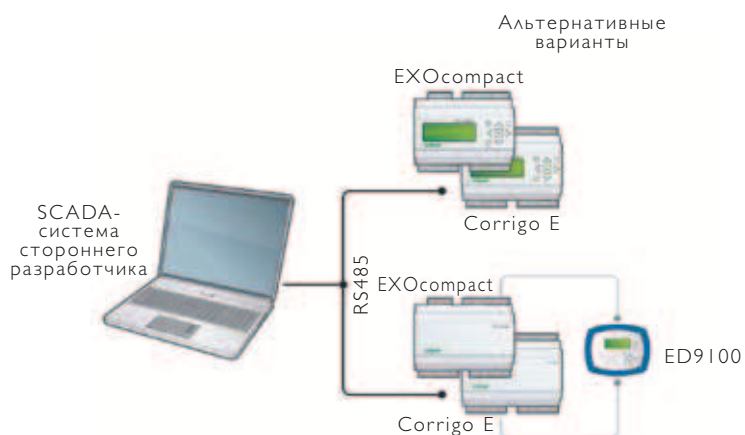 Альтернативные
варианты
EXOcompact
Corrigo E
SCADA-
система
стороннего
разработчика
RS485
EXOcompact
ED9100
Corrigo E